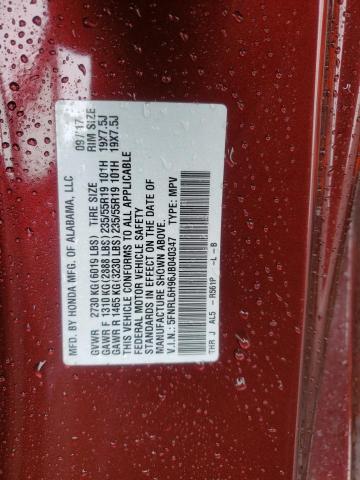 MFD. BY HONDA MFG. OF ALABAMA, LLC 09/17
GVWR 2730 KG(6019 LBS) TIRE SIZE RIM SIZE
GAWR F 1310 KG(2888 LBS) 235/55R19 101H 19X7.5J
GAWR R 1465 KG(3230 LBS) 235/55R19 101H 19X7.5J
THIS VEHICLE CONFORMS TO ALL APPLICABLE
FEDERAL MOTOR VEHICLE SAFETY
STANDARDS IN EFFECT ON THE DATE OF
MANUFACTURE SHOWN ABOVE.
V.I.N.: 5FNRL6H96JB040347 TYPE: MPV
THR J AL5 - R561P -L -B